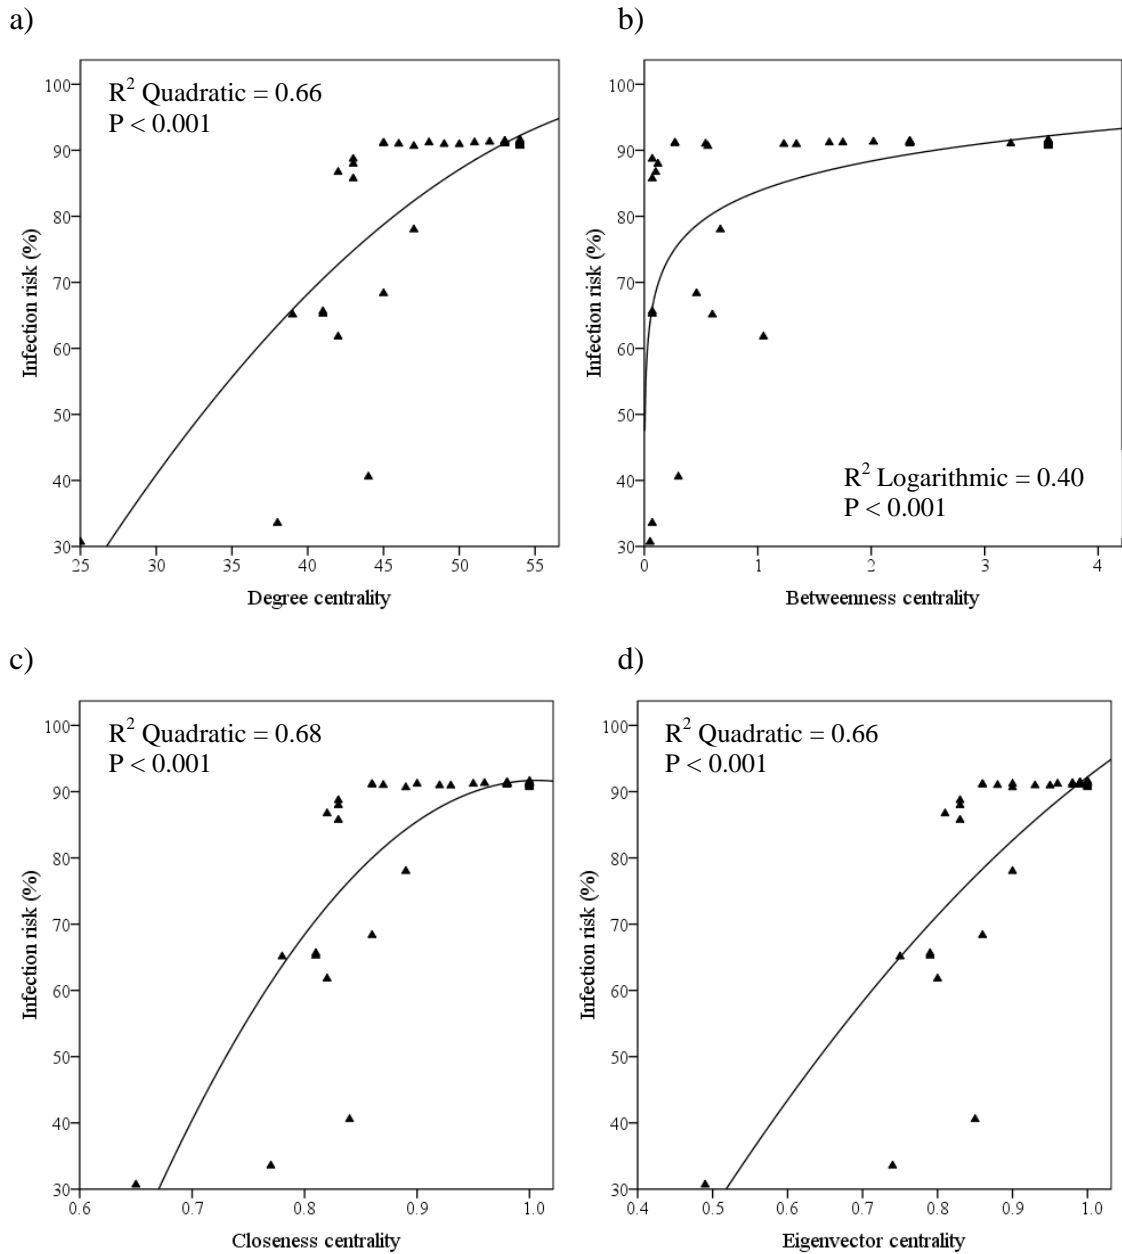 a)
R² Quadratic = 0.66
P < 0.001
100
90
80
70
60
50
40
30
Infection risk (%)
25 30 35 40 45 50 55
Degree centrality
b)
100
90
80
70
60
50
40
30
Infection risk (%)
R² Logarithmic = 0.40
P < 0.001
0 1 2 3 4
Betweenness centrality
c)
R² Quadratic = 0.68
P < 0.001
100
90
80
70
60
50
40
30
Infection risk (%)
0.6 0.7 0.8 0.9 1.0
Closeness centrality
d)
R² Quadratic = 0.66
P < 0.001
100
90
80
70
60
50
40
30
Infection risk (%)
0.4 0.5 0.6 0.7 0.8 0.9 1.0
Eigenvector centrality